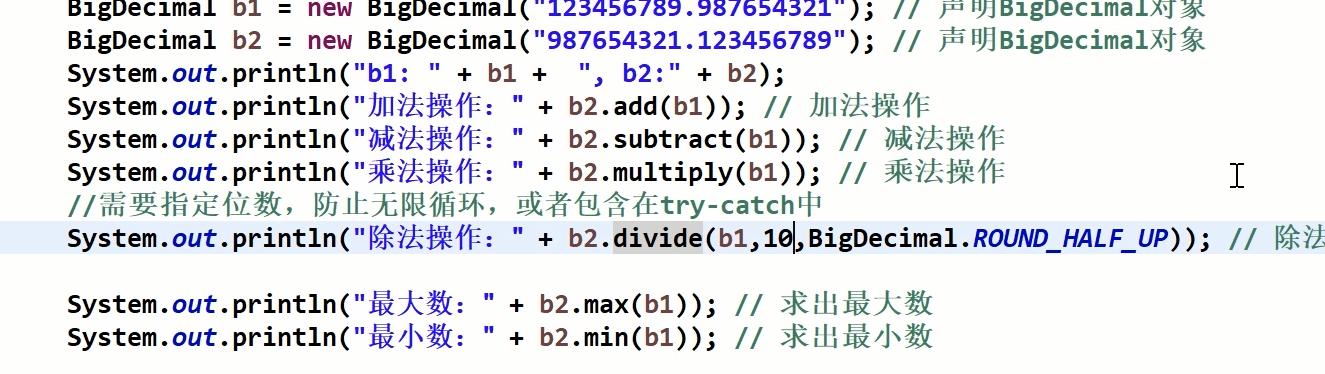 BigDecimal b1 = new BigDecimal("123456789.987654321"); // 声明BigDecimal对象
BigDecimal b2 = new BigDecimal("987654321.123456789"); // 声明BigDecimal对象
System.out.println("b1: " + b1 +  ", b2:" + b2);
System.out.println("加法操作：" + b2.add(b1)); // 加法操作
System.out.println("减法操作：" + b2.subtract(b1)); // 减法操作
System.out.println("乘法操作：" + b2.multiply(b1)); // 乘法操作
//需要指定位数，防止无限循环，或者包含在try-catch中
System.out.println("除法操作：" + b2.divide(b1,10,BigDecimal.ROUND_HALF_UP)); // 除法
System.out.println("最大数：" + b2.max(b1)); // 求出最大数
System.out.println("最小数：" + b2.min(b1)); // 求出最小数